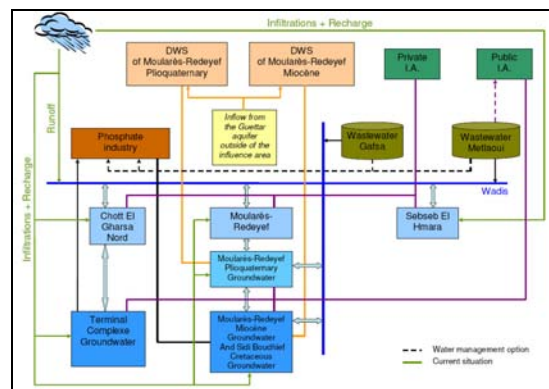 Infiltrations + Recharge
DWS
of Moularès-Redeyef
Plioquaternary
DWS
of Moularès-Redeyef
Miocène
Private
I.A.
Public
I.A.
Runoff
Inflow from
the Guettar
aquifer
outside of the
influence area
Phosphate
industry
Wastewater
Gafsa
Wastewater
Metlaoui
Wadis
Infiltrations + Recharge
Chott El
Gharsa
Nord
Moularès-
Redeyef
Sebseb El
Hmara
Moularès-Redeyef
Plioquaternary
Groundwater
Terminal
Complexe
Groundwater
Moularès-Redeyef
Miocène
Groundwater
And Sidi Bouchief
Cretaceous
Groundwater
Water management
option
Current situation